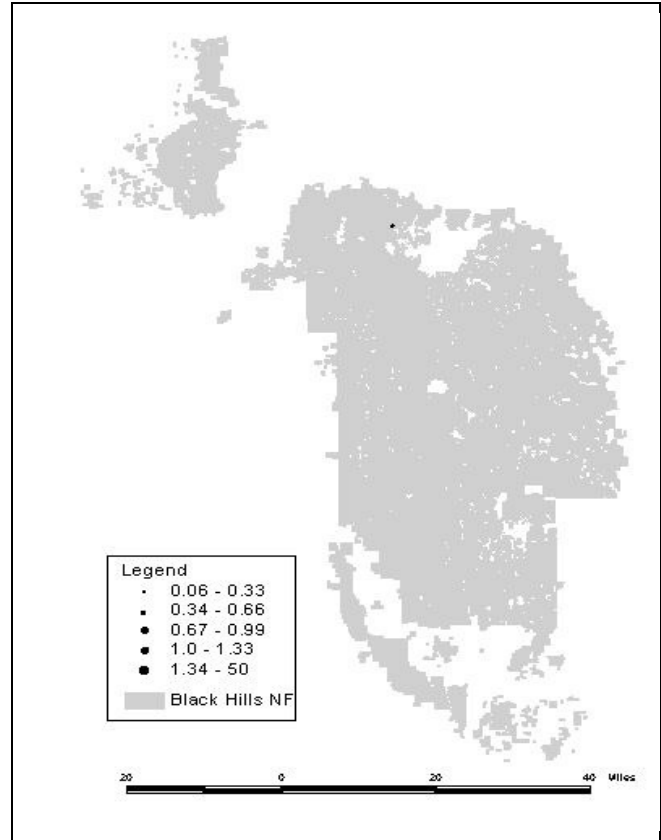 Legend
0.06 - 0.33
0.34 - 0.66
0.67 - 0.99
1.0 - 1.33
1.34 - 50
Black Hills NF
20 0 20 40 Miles